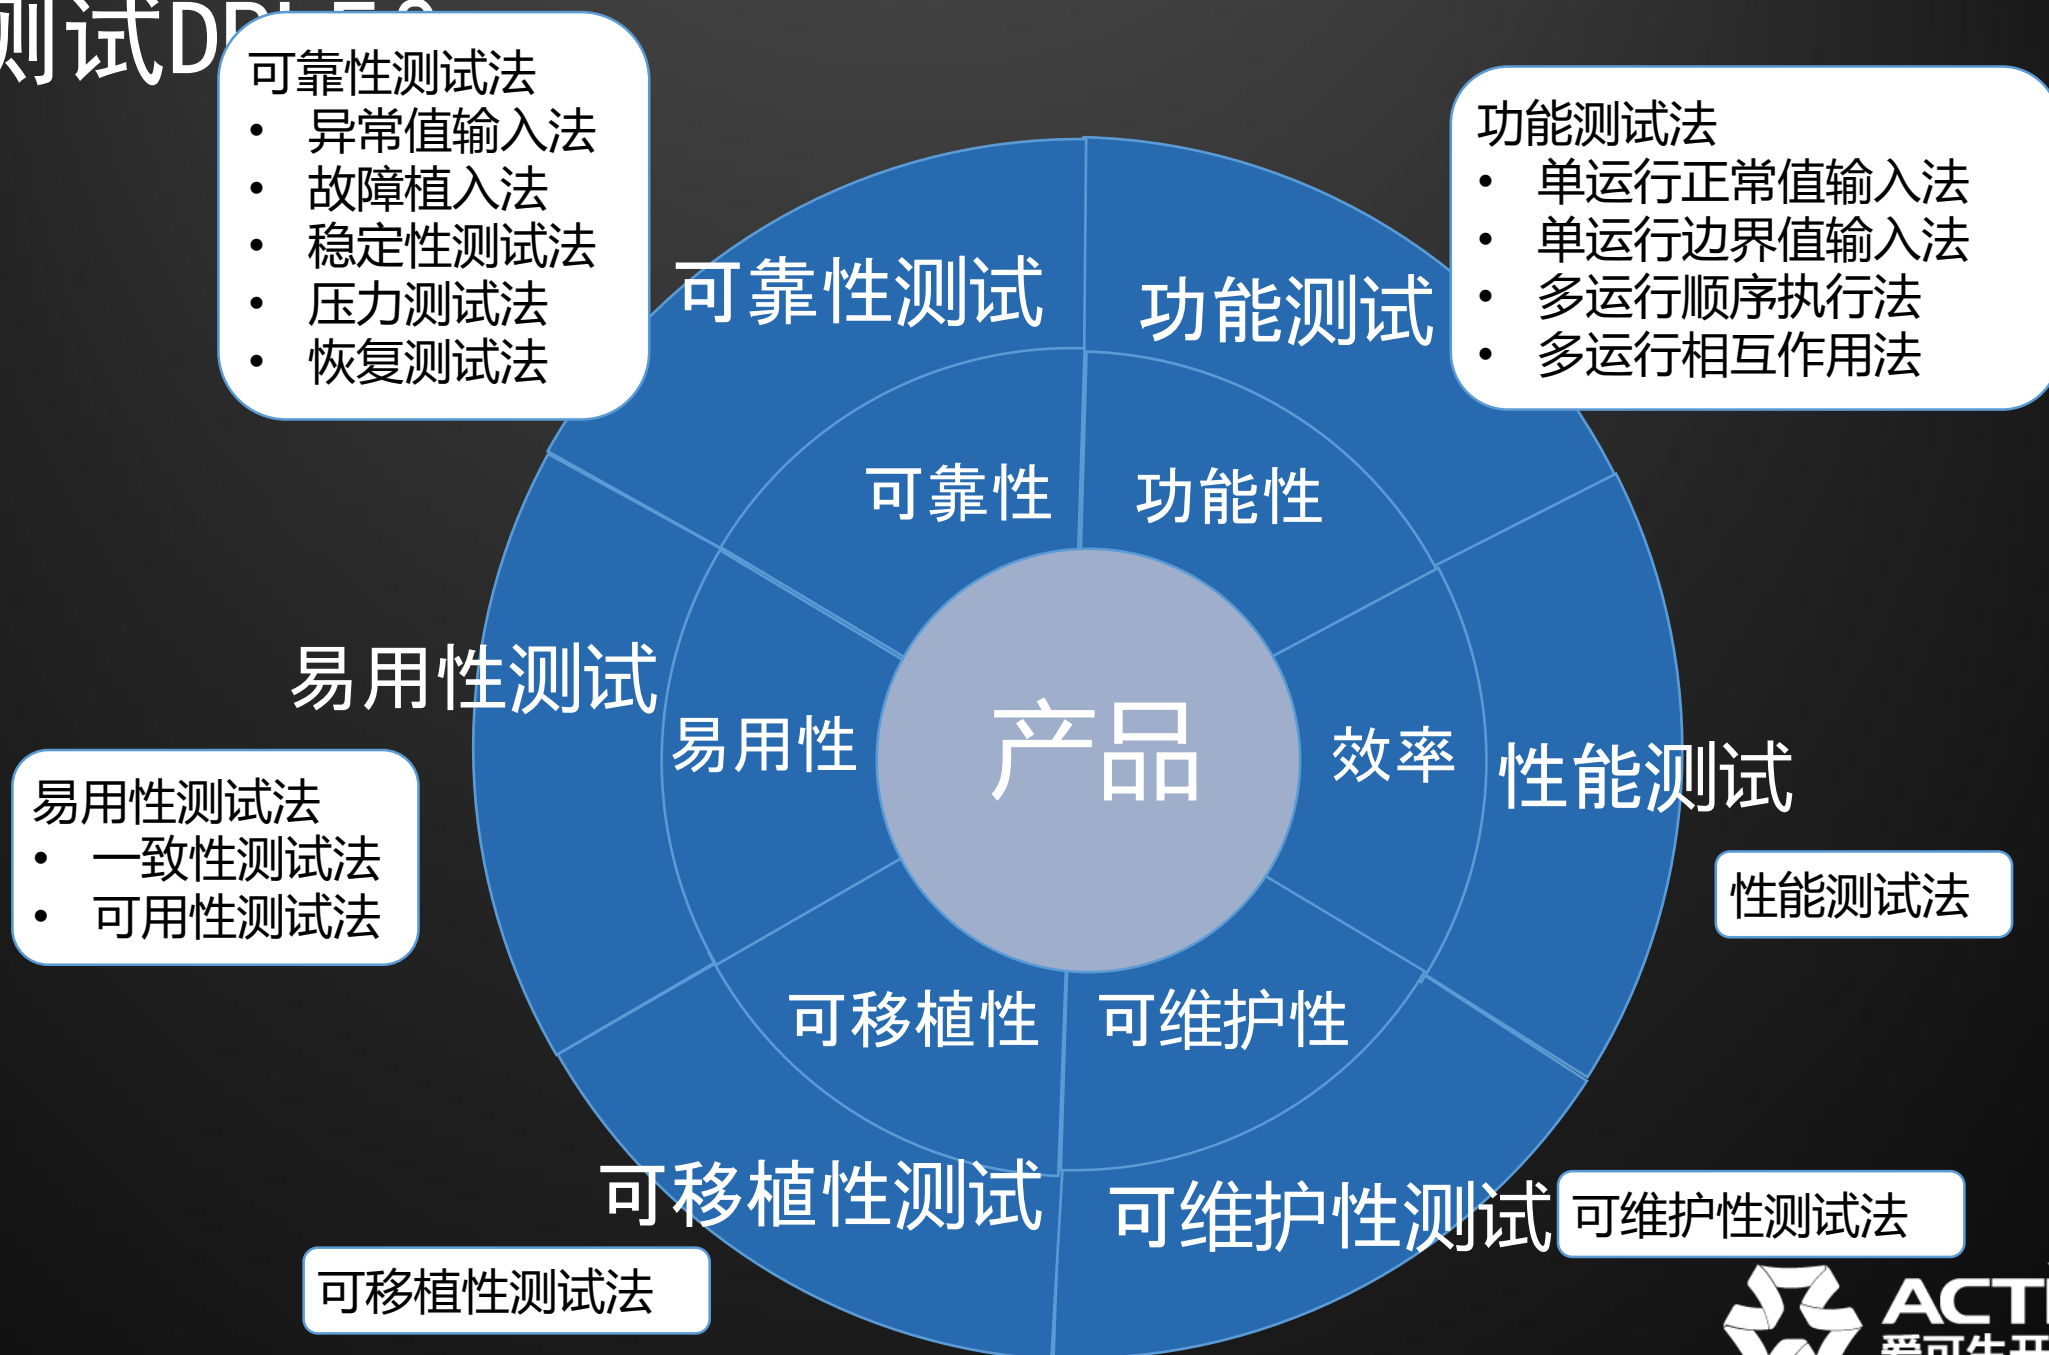 测试
可靠性测试法
• 异常值输入法
• 故障植入法
• 稳定性测试法
• 压力测试法
• 恢复测试法
功能测试法
• 单运行正常值输入法
• 单运行边界值输入法
• 多运行顺序执行法
• 多运行相互作用法
可靠性测试
功能测试
可靠性
功能性
易用性测试
易用性
产品
效率
性能测试
易用性测试法
• 一致性测试法
• 可用性测试法
性能测试法
可移植性
可维护性
可移植性测试
可维护性测试
可维护性测试法
可移植性测试法